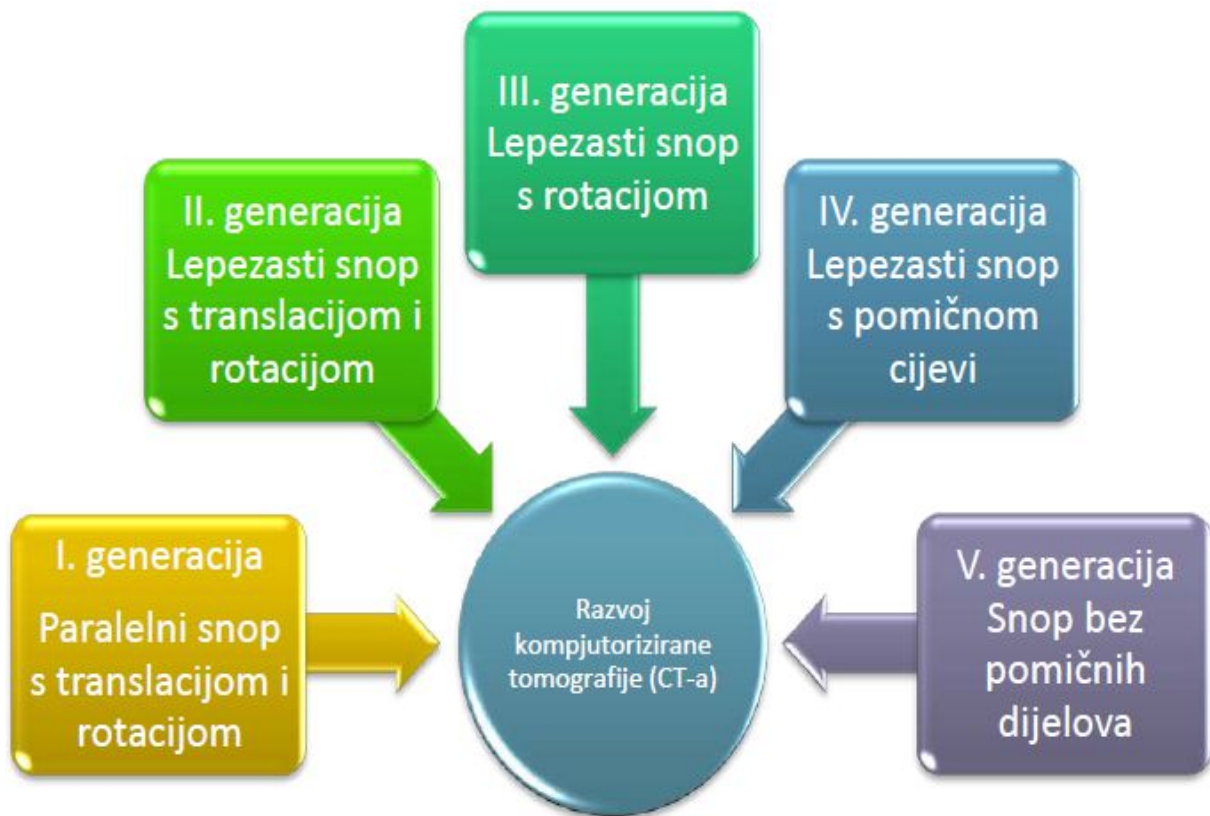 I. generacija
Paralelni snop
s translacijom i
rotacijom
II. generacija
Lepezasti snop
s translacijom i
rotacijom
III. generacija
Lepezasti snop
s rotacijom
IV. generacija
Lepezasti snop
s pomičnom
cijevi
V. generacija
Snop bez
pomičnih
dijelova
Razvoj
kompjutorizirane
tomografije (CT-a)